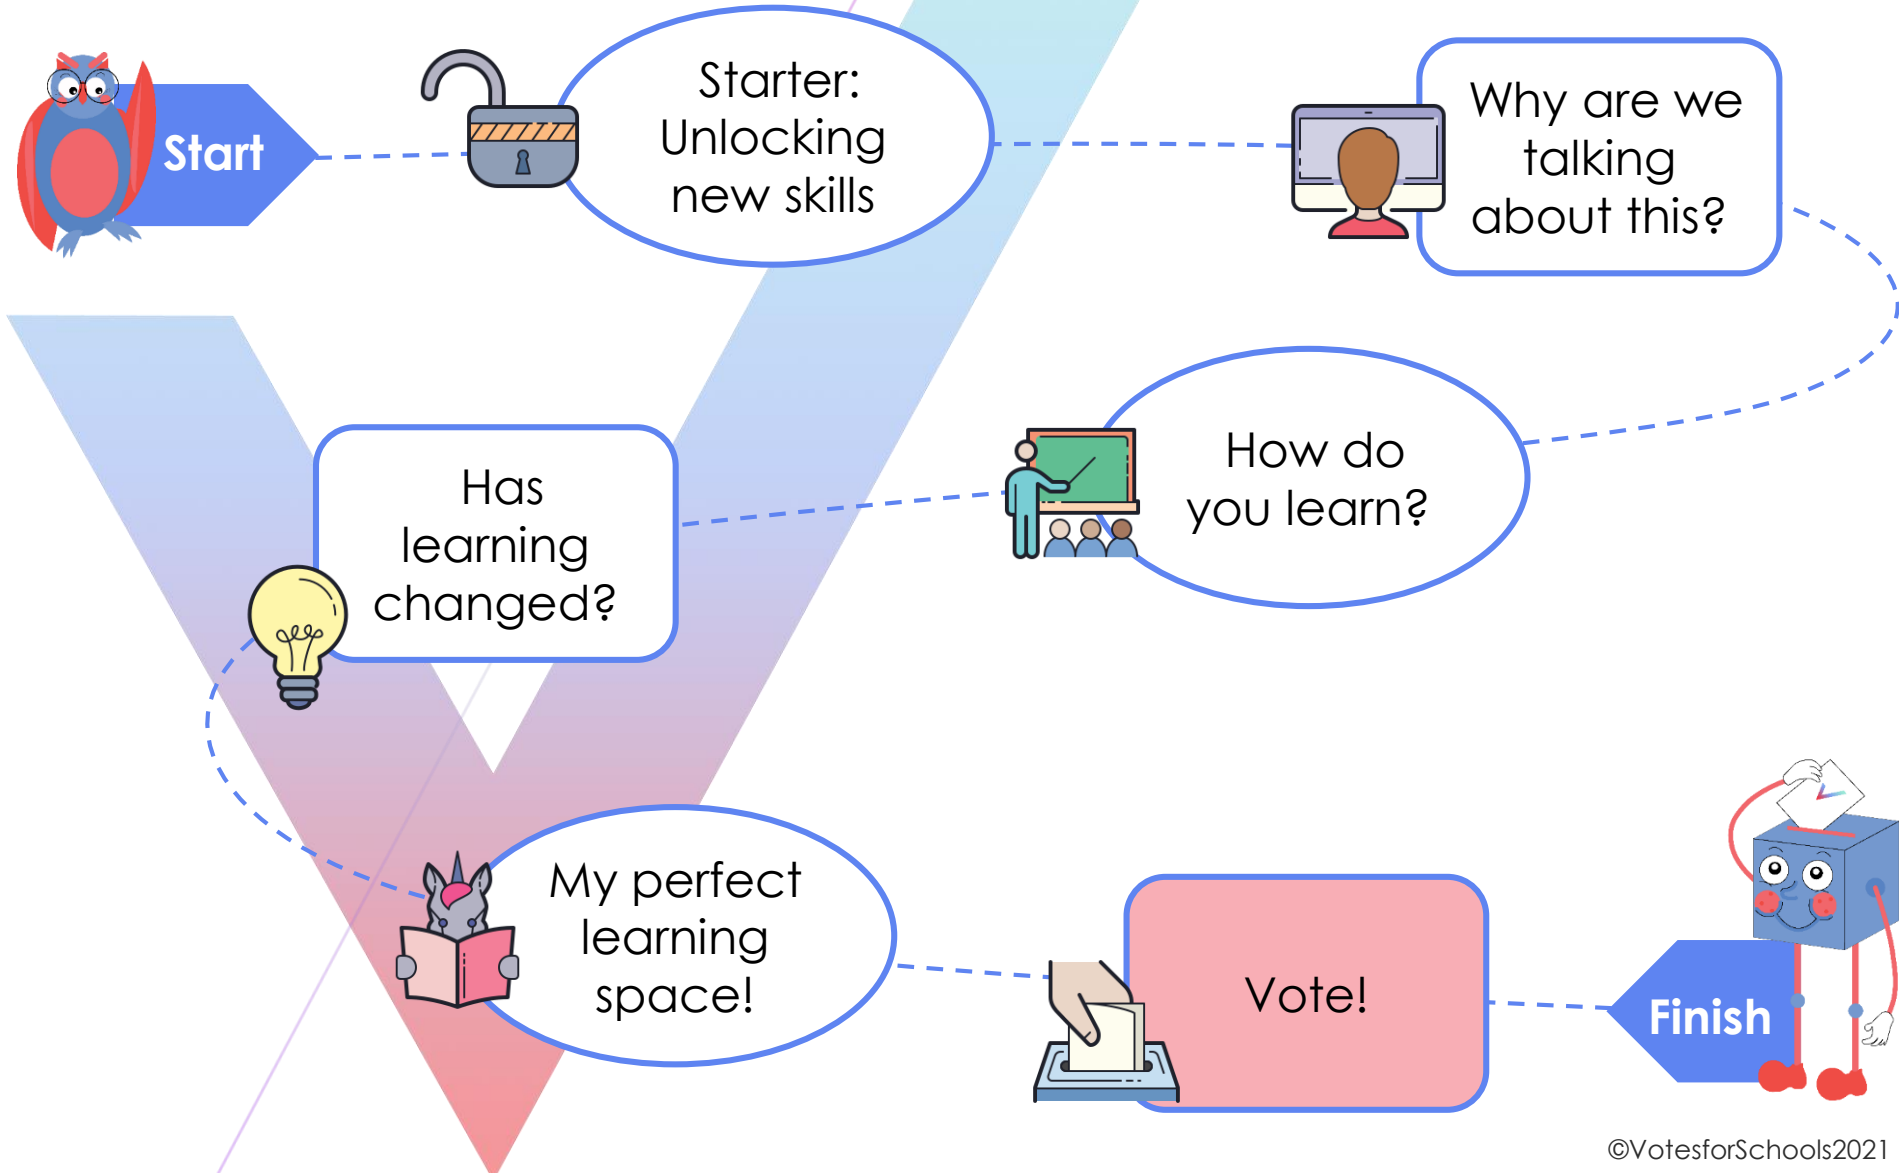 Start
Starter:
Unlocking
new skills
Why are we
talking
about this?
How do
you learn?
Has
learning
changed?
My perfect
learning
space!
Vote!
Finish
©VotesforSchools2021